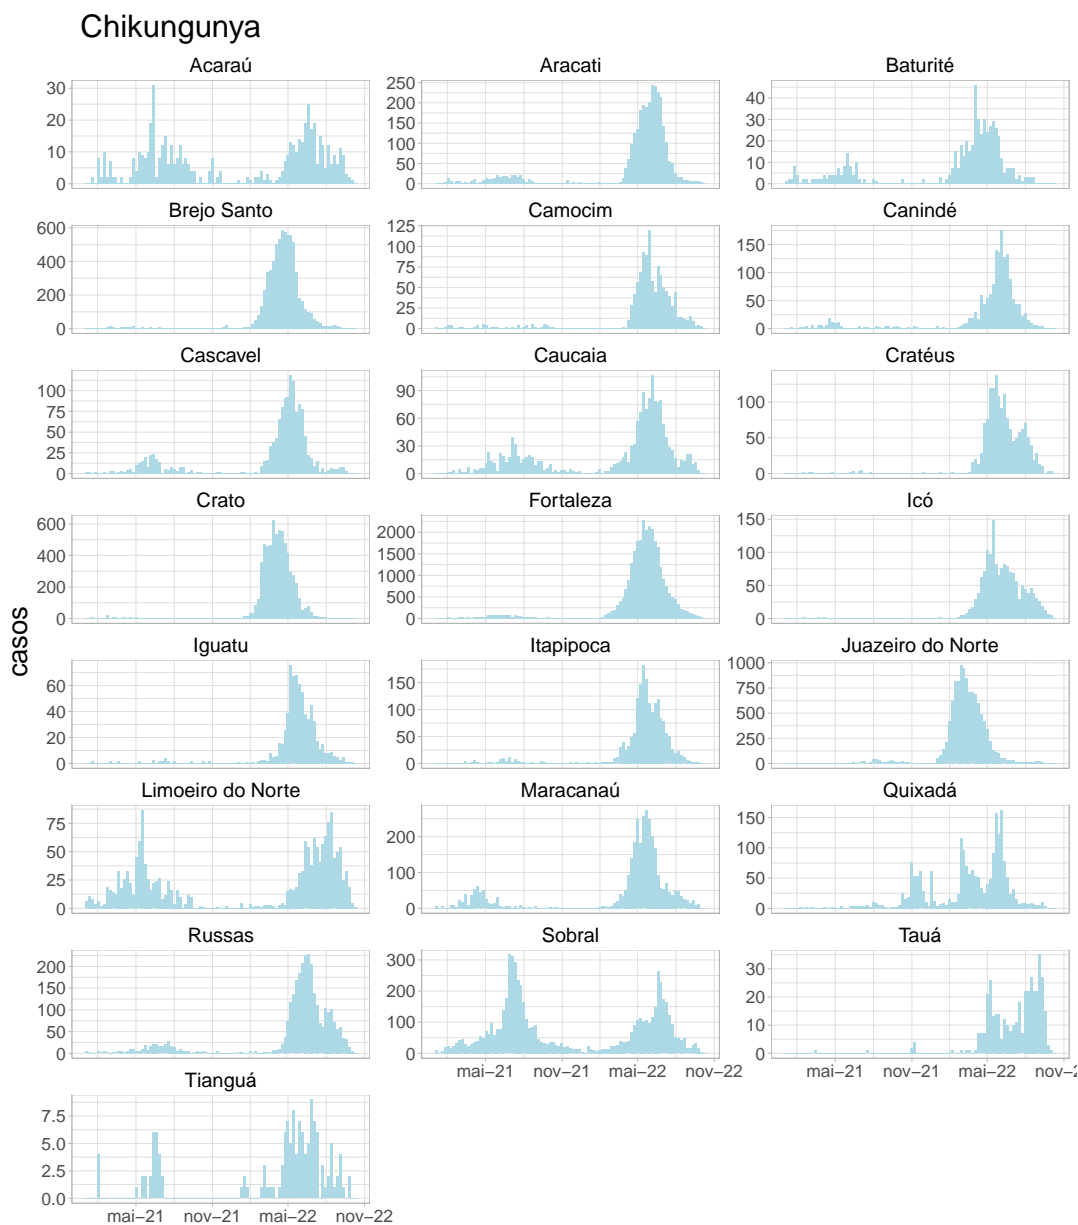 Chikungunya
Acaraú Aracati Baturité
30 250 40
20 200 30
10 150 20
0 100 10
50 0
0
Brejo Santo Camocim Canindé
600 125 150
400 100 100
200 75 50
0 50 0
25
0
Cascavel Caucaia Cratéus
100 90 100
75 60 50
50 30 0
25 0
0
Crato Fortaleza Icó
600 2000 150
400 1500 100
200 1000 50
0 500 0
0
casos
Iguatu Itapipoca Juazeiro do Norte
60 150 1000
40 100 750
20 50 500
0 0 250
0
Limoeiro do Norte Maracanaú Quixadá
75 200 150
50 100 100
25 0 50
0 0
Russas Sobral Tauá
200 300 30
150 200 20
100 100 10
50 0 0
0
mai–21 nov–21 mai–22 nov–22 mai–21 nov–21 mai–22
Tianguá
7.5
5.0
2.5
0.0
mai–21 nov–21 mai–22 nov–22